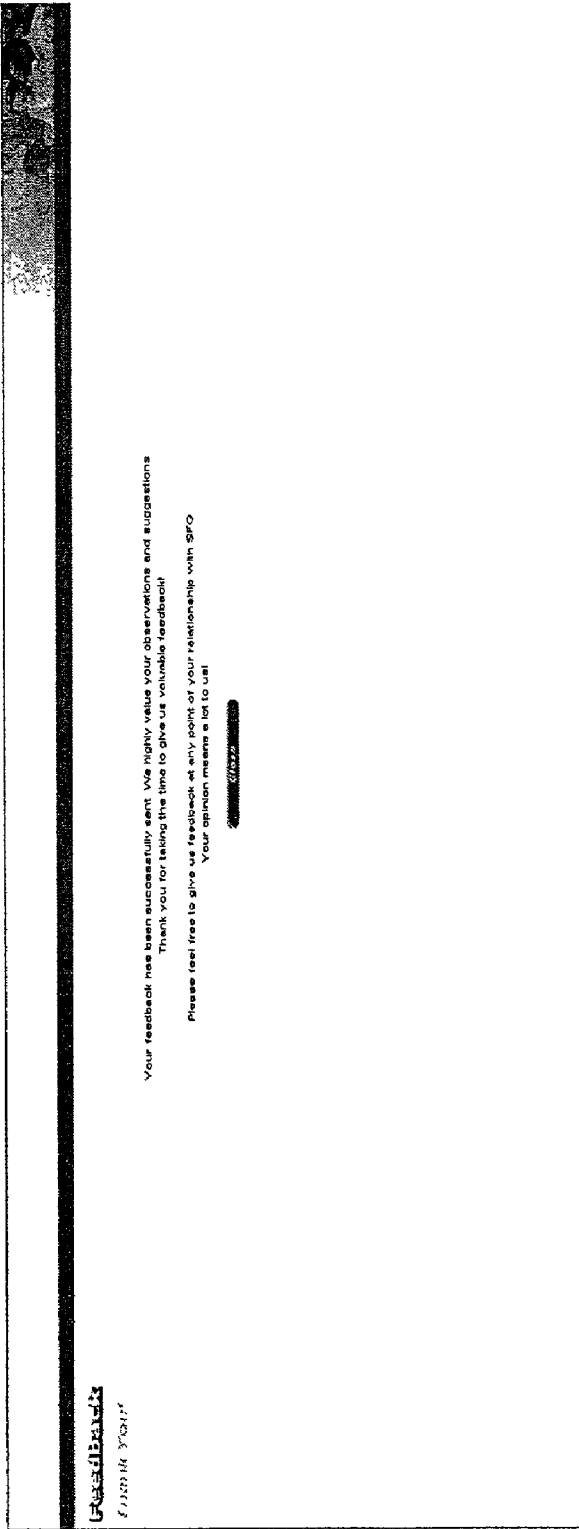 Feedback
Thank You!
Your feedback has been successfully sent. We highly value your observations and suggestions
Thank you for taking the time to give us valuable feedback!
Please feel free to give us feedback at any point of your relationship with SFO
Your opinion means a lot to us!
Close